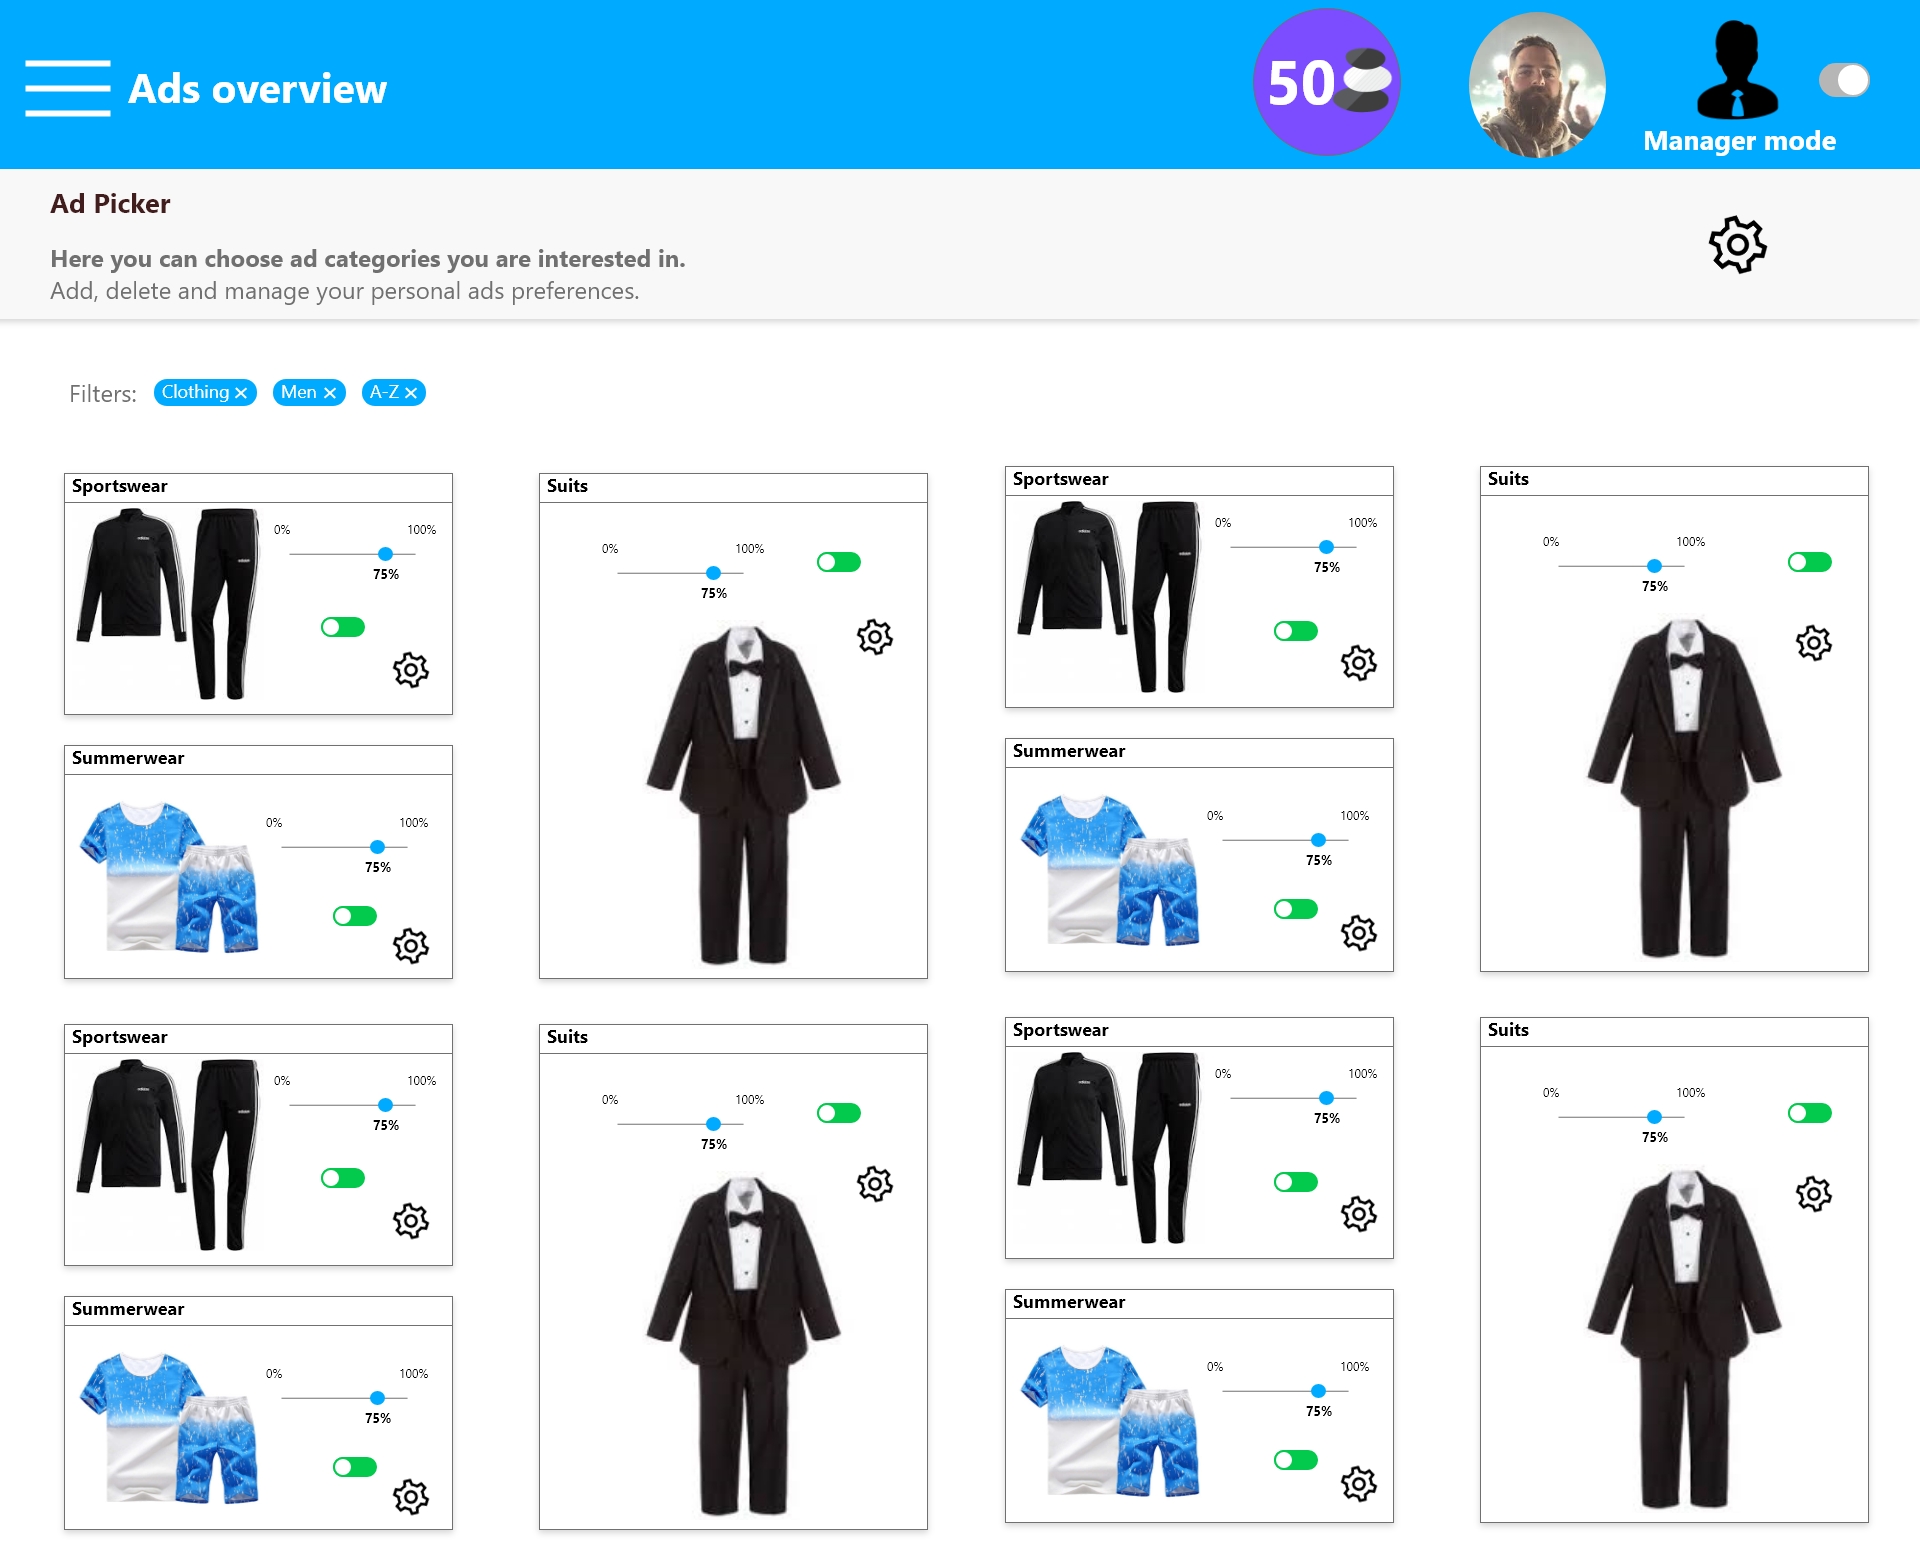 Ads overview
50
Manager mode
Ad Picker
Here you can choose ad categories you are interested in.
Add, delete and manage your personal ads preferences.
Filters: Clothing × Men × A-Z ×
Sportswear
0% 100%
75%
Suits
0% 100%
75%
Sportswear
0% 100%
75%
Suits
0% 100%
75%
Summerwear
0% 100%
75%
Summerwear
0% 100%
75%
Sportswear
0% 100%
75%
Suits
0% 100%
75%
Sportswear
0% 100%
75%
Suits
0% 100%
75%
Summerwear
0% 100%
75%
Summerwear
0% 100%
75%